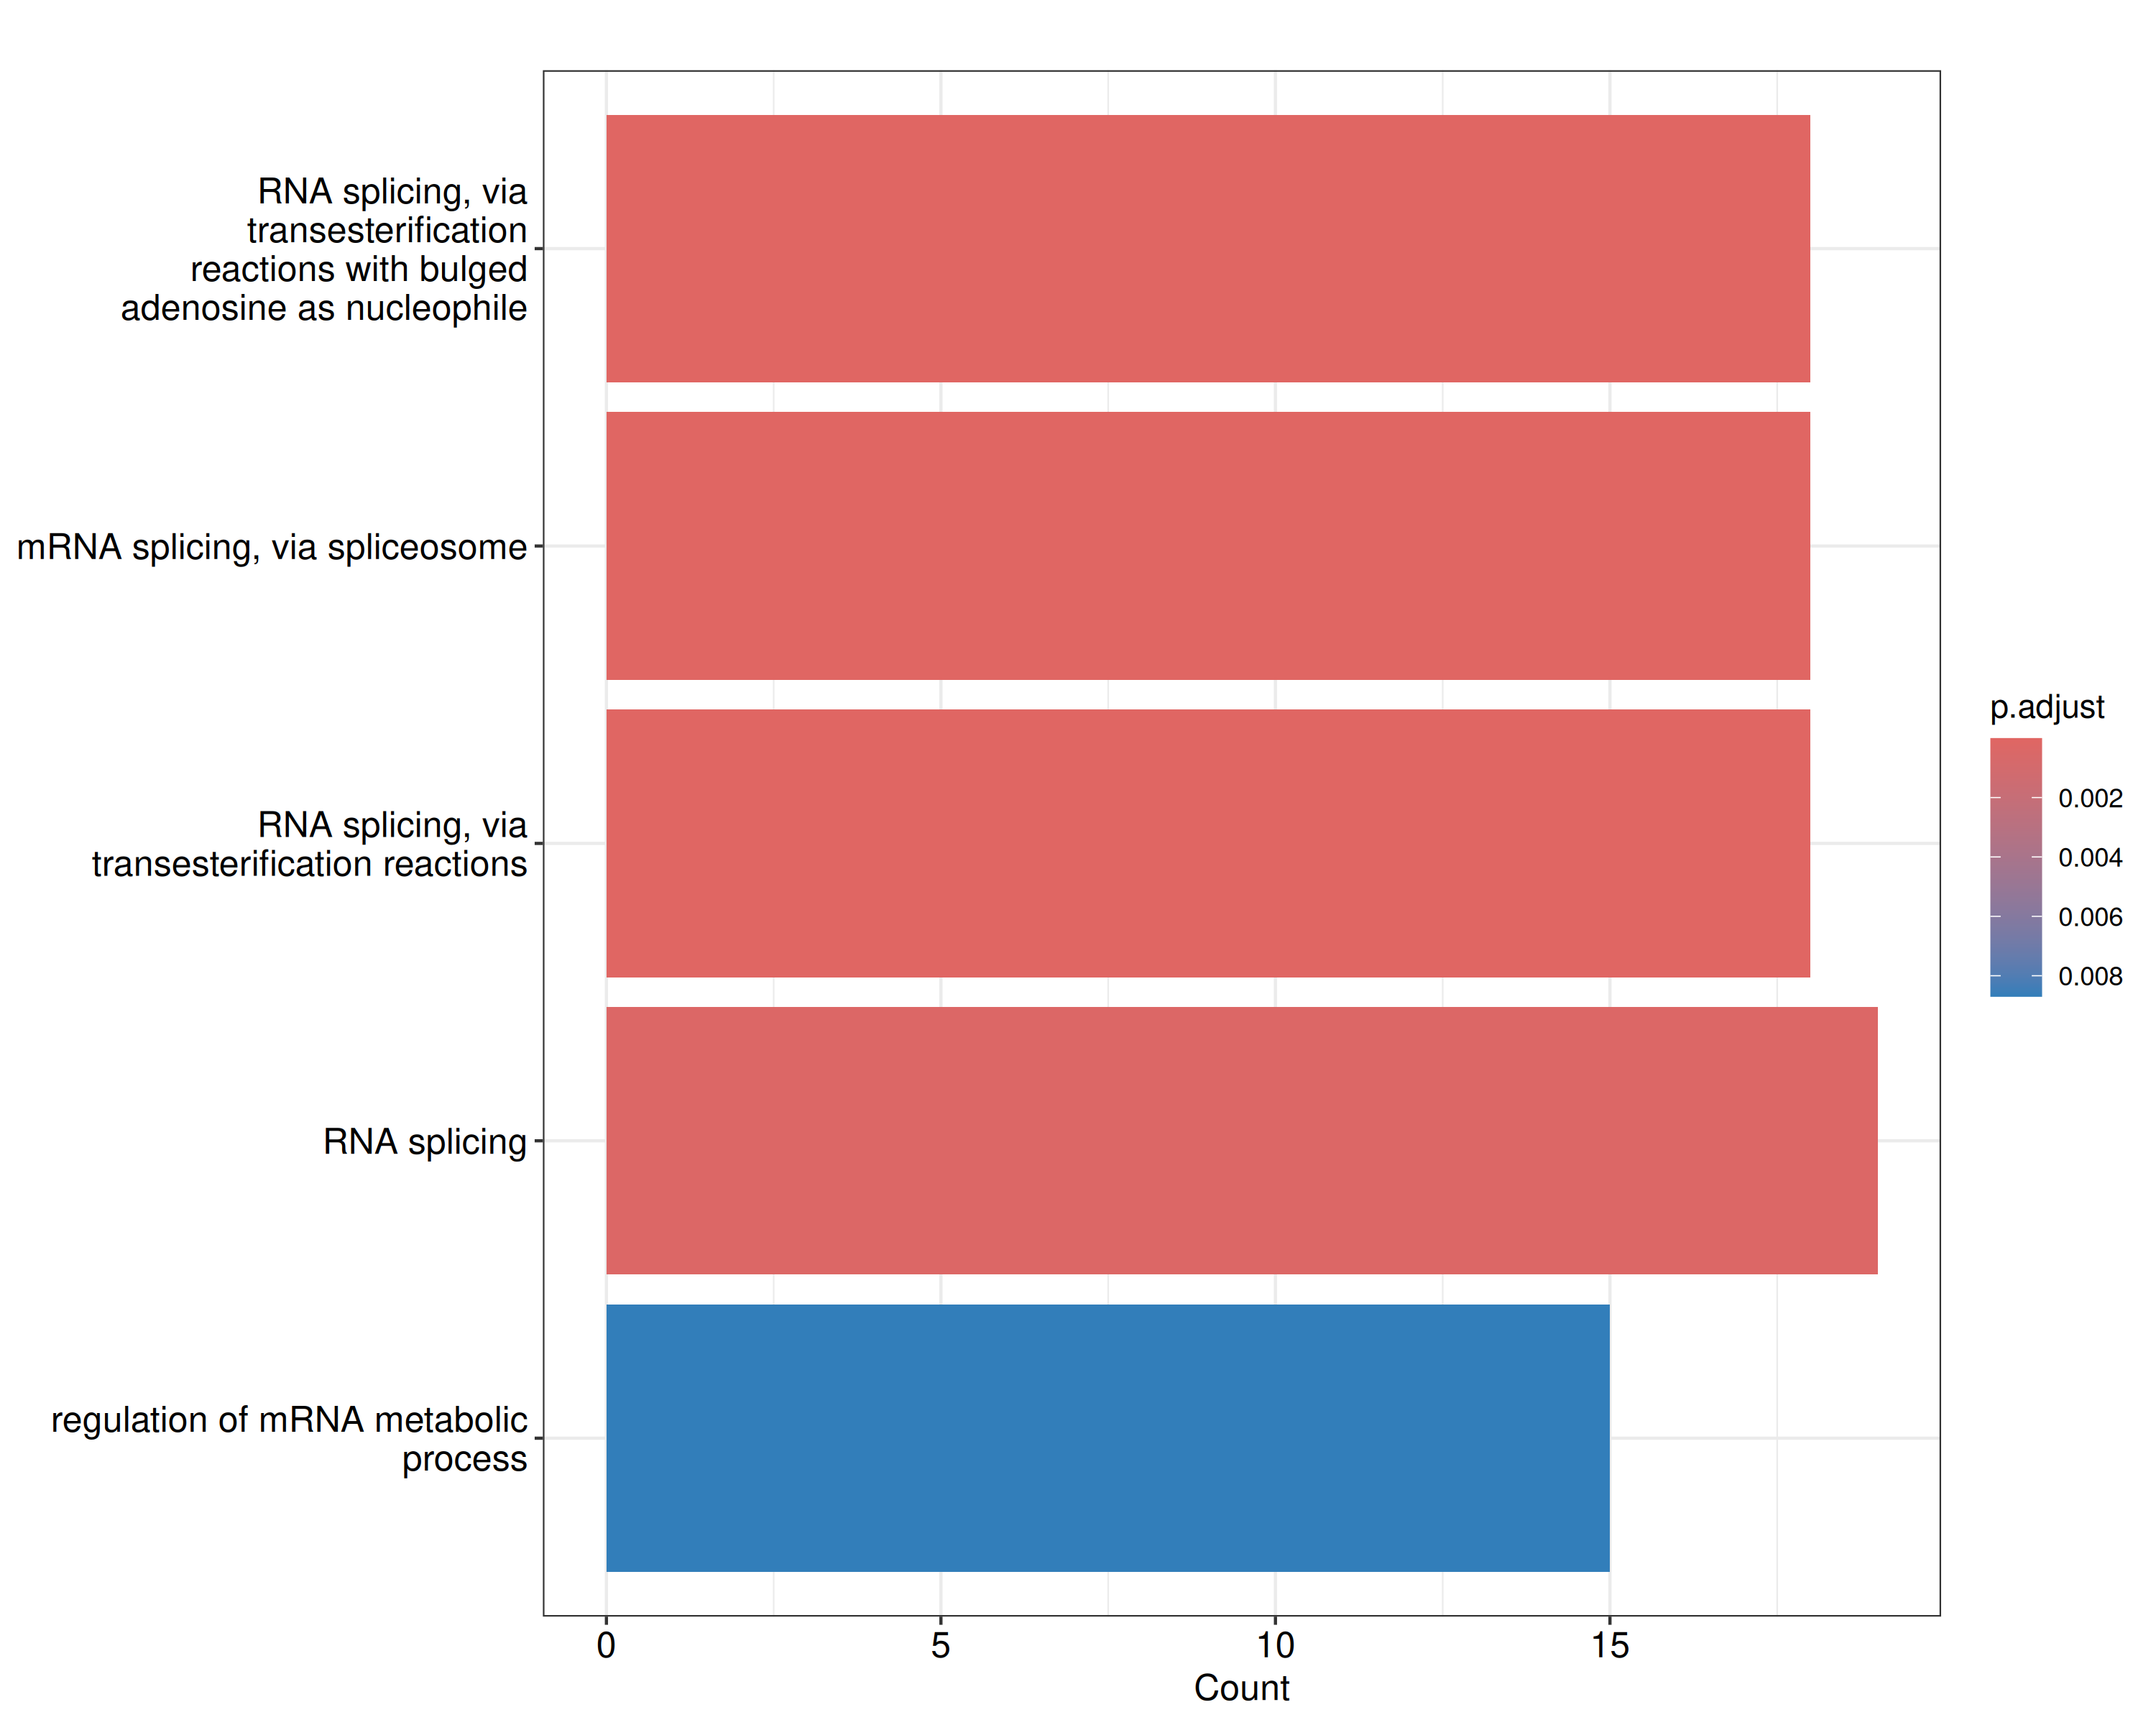 RNA splicing, via
transesterification
reactions with bulged
adenosine as nucleophile
mRNA splicing, via spliceosome
RNA splicing, via
transesterification reactions
RNA splicing
regulation of mRNA metabolic
process
0
5
10
15
Count
p.adjust
0.002
0.004
0.006
0.008